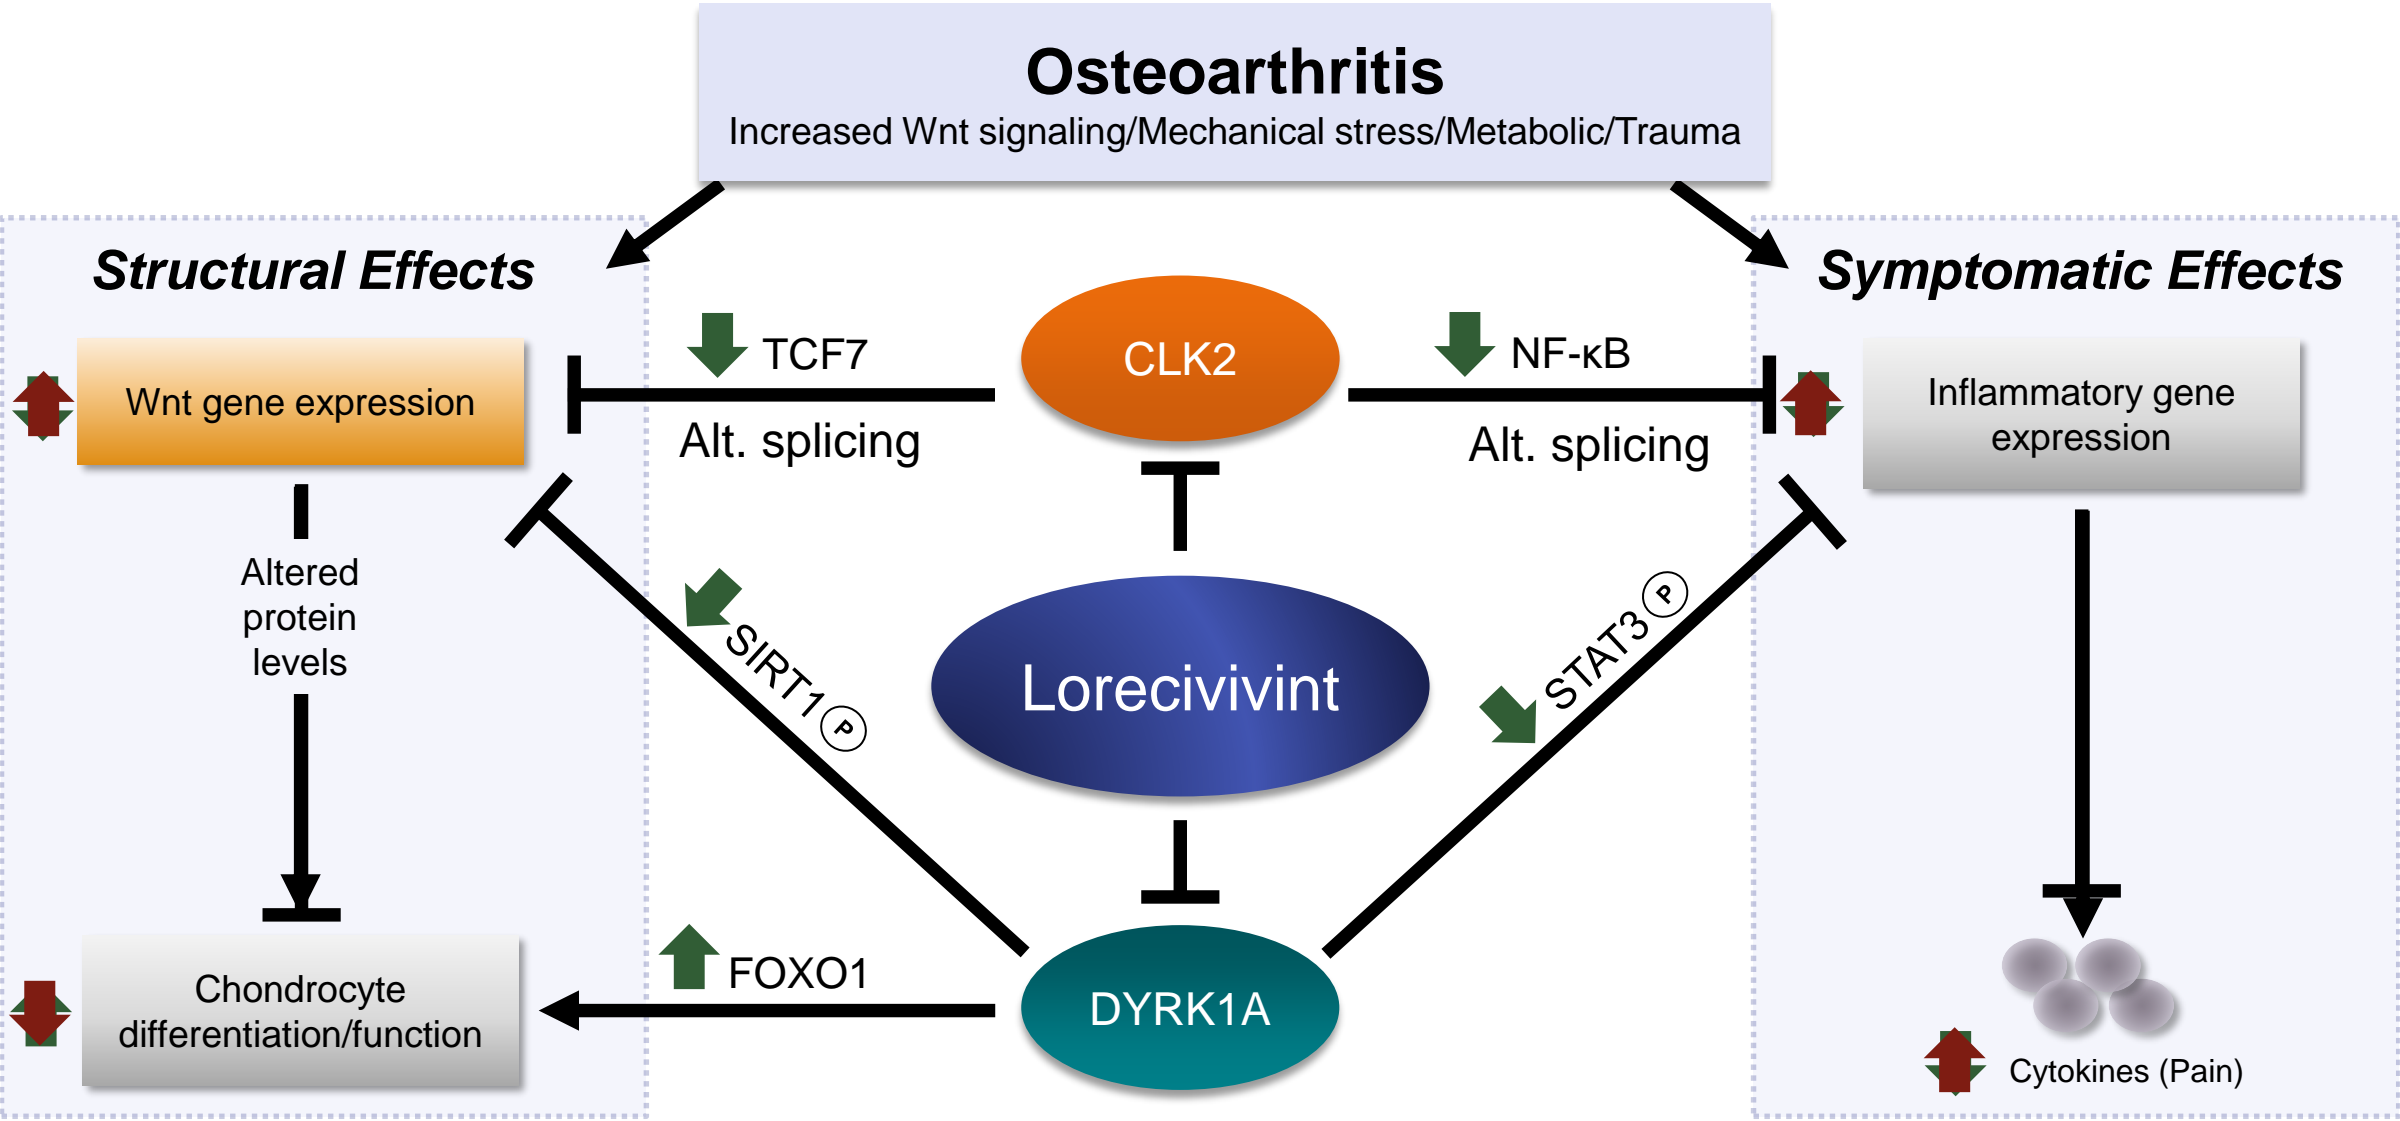 Osteoarthritis
Increased Wnt signaling/Mechanical stress/Metabolic/Trauma
Structural Effects
Symptomatic Effects
TCF7
CLK2
NF-κB
Wnt gene expression
Inflammatory gene
expression
Alt. splicing
Alt. splicing
Altered
protein
levels
SIRT1 P
STAT3 P
Lorecivivint
FOXO1
Chondrocyte
differentiation/function
DYRK1A
Cytokines (Pain)